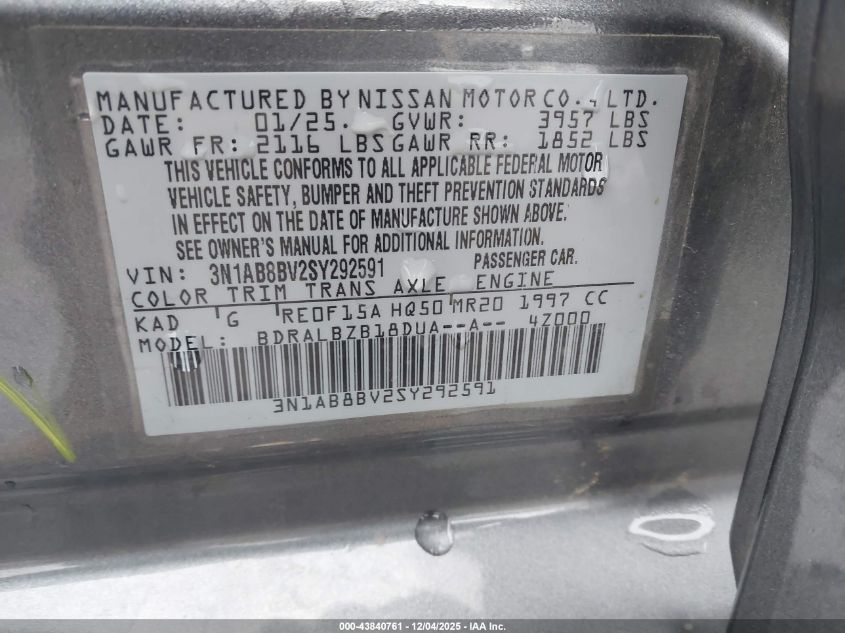 MANUFACTURED BY NISSAN MOTOR CO., LTD.
DATE: 01/25. GVWR: 3957 LBS
GAWR FR: 2116 LBS GAWR RR: 1852 LBS
THIS VEHICLE CONFORMS TO ALL APPLICABLE FEDERAL MOTOR
VEHICLE SAFETY, BUMPER AND THEFT PREVENTION STANDARDS
IN EFFECT ON THE DATE OF MANUFACTURE SHOWN ABOVE.
SEE OWNER'S MANUAL FOR ADDITIONAL INFORMATION.
VIN: 3N1AB8BV2SY292591 PASSENGER CAR.
COLOR TRIM TRANS AXLE ENGINE
KAD G RE0F15A HQ50 MR20 1997 CC
MODEL: BDRALBZB18DUA--A-- 4Z000
3N1AB8BV2SY292591
000-43840761 - 12/04/2025 - IAA Inc.